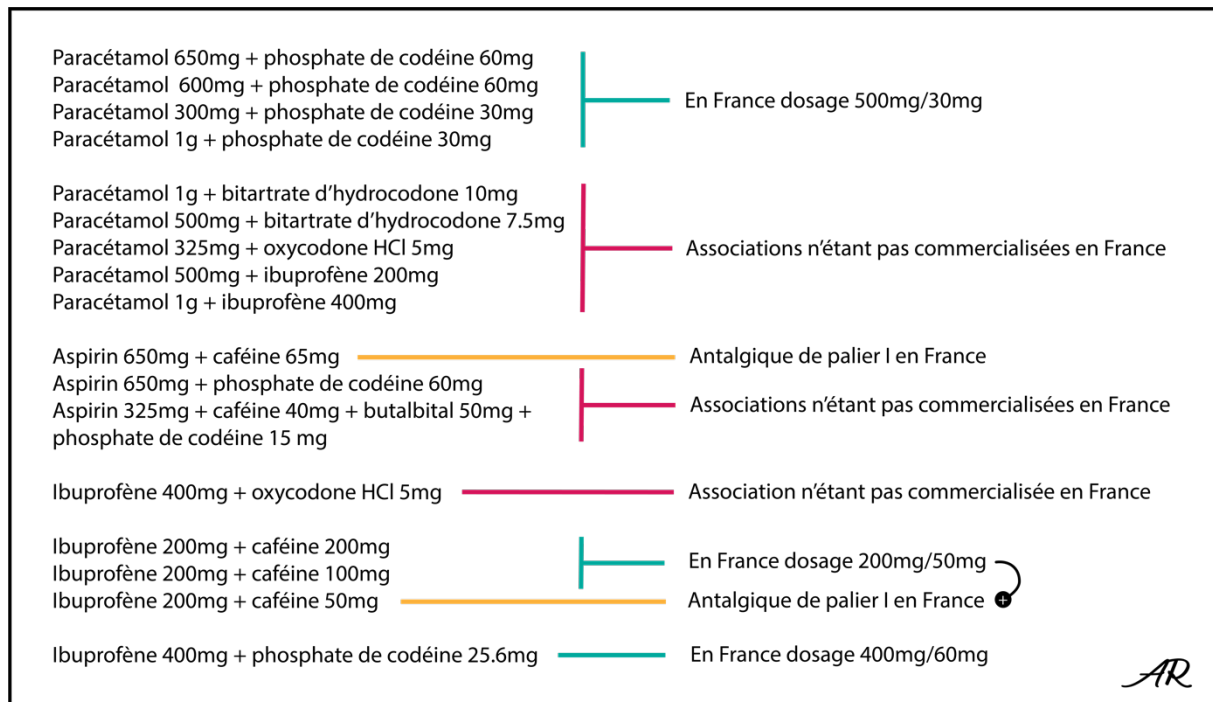 Paracétamol 650mg + phosphate de codéine 60mg
Paracétamol 600mg + phosphate de codéine 60mg
Paracétamol 300mg + phosphate de codéine 30mg
Paracétamol 1g + phosphate de codéine 30mg
En France dosage 500mg/30mg
Paracétamol 1g + bitartrate d'hydrocodone 10mg
Paracétamol 500mg + bitartrate d'hydrocodone 7.5mg
Paracétamol 325mg + oxycodone HCl 5mg
Paracétamol 500mg + ibuprofène 200mg
Paracétamol 1g + ibuprofène 400mg
Associations n'étant pas commercialisées en France
Aspirin 650mg + caféine 65mg
Antalgique de palier I en France
Aspirin 650mg + phosphate de codéine 60mg
Aspirin 325mg + caféine 40mg + butalbital 50mg +
phosphate de codéine 15 mg
Associations n'étant pas commercialisées en France
Ibuprofène 400mg + oxycodone HCl 5mg
Association n'étant pas commercialisée en France
Ibuprofène 200mg + caféine 200mg
Ibuprofène 200mg + caféine 100mg
En France dosage 200mg/50mg
Ibuprofène 200mg + caféine 50mg
Antalgique de palier I en France +
Ibuprofène 400mg + phosphate de codéine 25.6mg
En France dosage 400mg/60mg
AR